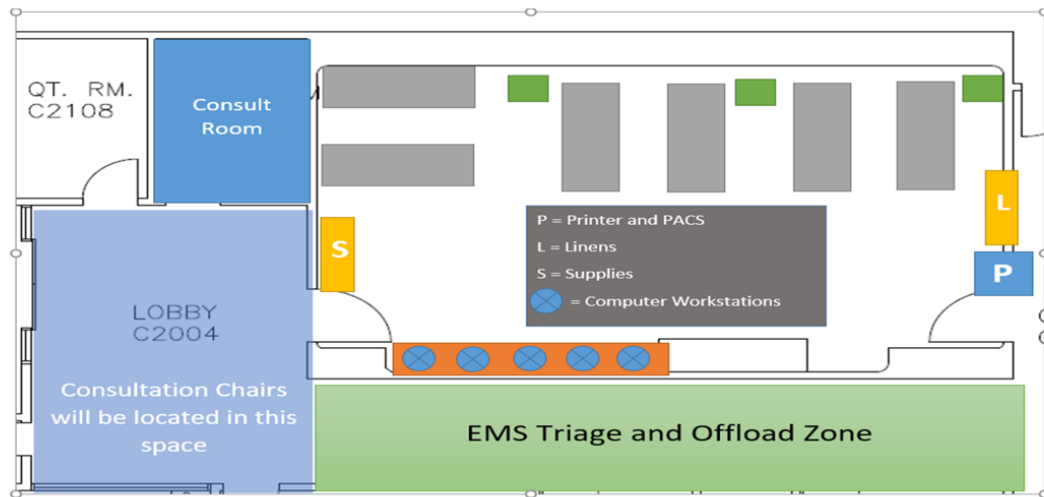 QT. RM.
C2108
Consult
Room
S
L
P
P = Printer and PACS
L = Linens
S = Supplies
= Computer Workstations
LOBBY
C2004
Consultation Chairs
will be located in this
space
EMS Triage and Offload Zone